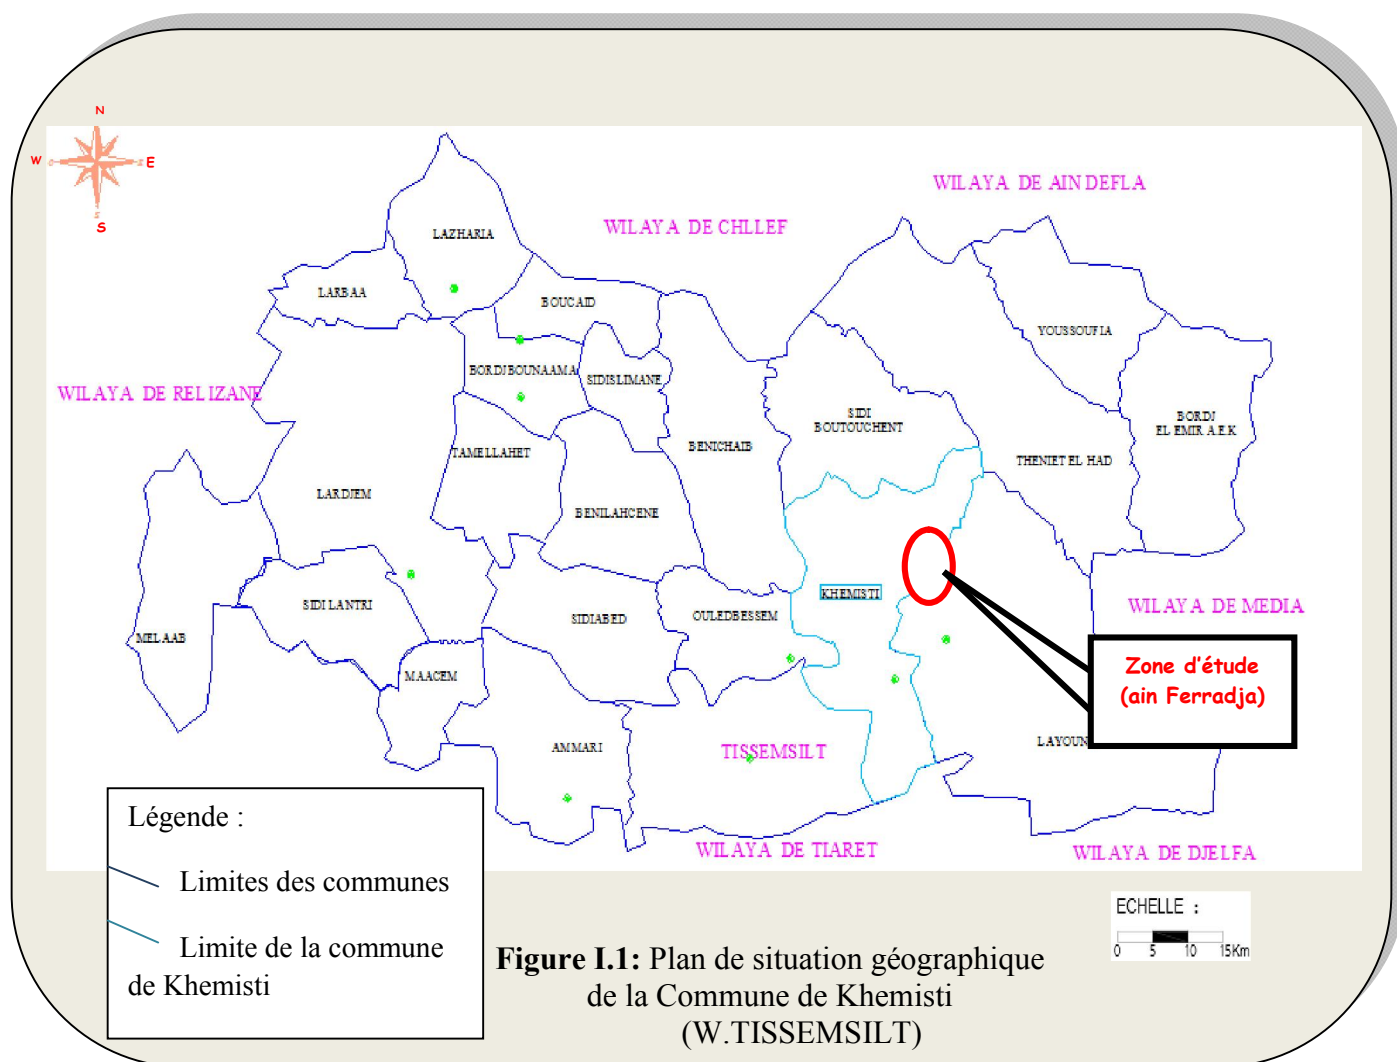 N
W
E
S
WILAYA DE AIN DEFLA
WILAYA DE CHLLEF
LAZHARIA
LARBAA
BOUCAID
YOUSSOUFIA
BORDJ BOUNAAMA
SIDI SLIMANE
WILAYA DE RELIZANE
SIDI
BOUTOUCHENT
BORDJ
EL EMIR A.E.K
BENICHAIB
TAMELLAHET
THENIET EL HAD
LARDJEM
BENILAHCENE
KHEMISTI
SIDI LANTRI
WILAYA DE MEDIA
SIDIABED
OULEDBESSEM
MELAAB
Zone d'étude
(ain Ferradja)
MAACEM
LAYOUN
AMMARI
TISSEMSILT
WILAYA DE TIARET
WILAYA DE DJELFA
Légende :
Limites des communes
Limite de la commune
de Khemisti
ECHELLE :
0 5 10 15Km
Figure I.1: Plan de situation géographique
de la Commune de Khemisti
(W.TISSEMSILT)